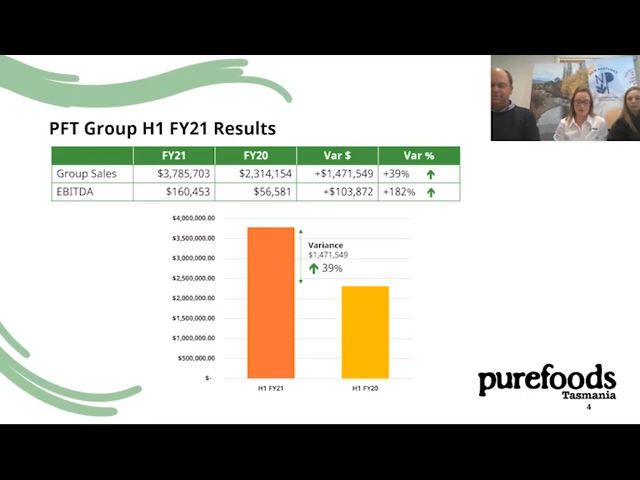 PFT Group H1 FY21 Results
FY21 FY20 Var $ Var %
Group Sales $3,785,703 $2,314,154 +$1,471,549 +39%
EBITDA $160,453 $56,581 +$103,872 +182%
$4,000,000.00
$3,500,000.00
$3,000,000.00
$2,500,000.00
$2,000,000.00
$1,500,000.00
$1,000,000.00
$500,000.00
$-
Variance
$1,471,549
39%
H1 FY21 H1 FY20
purefoods
Tasmania
4